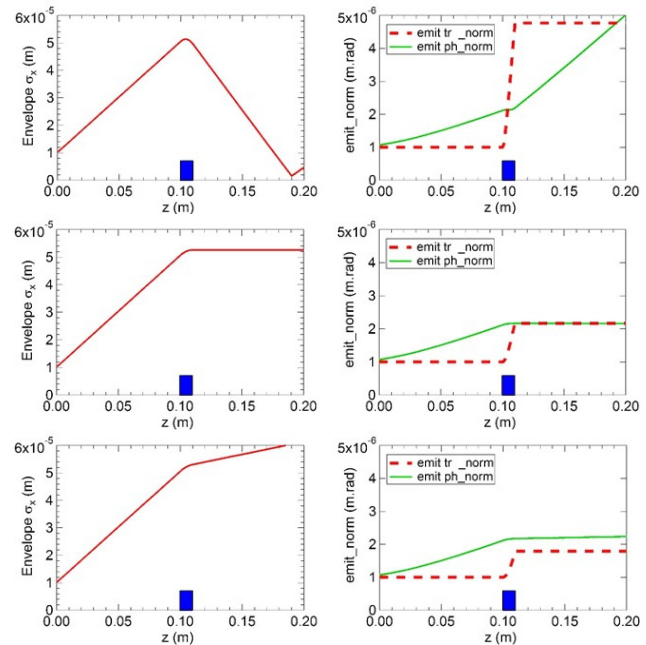 6x10⁻⁵
5
4
3
2
1
0
Envelope σₓ (m)
0.00 0.05 0.10 0.15 0.20
z (m)
5x10⁻⁶
4
3
2
1
0
emit_norm (m.rad)
emit tr _norm
emit ph_norm
0.00 0.05 0.10 0.15 0.20
z (m)
6x10⁻⁵
5
4
3
2
1
0
Envelope σₓ (m)
0.00 0.05 0.10 0.15 0.20
z (m)
5x10⁻⁶
4
3
2
1
0
emit_norm (m.rad)
emit tr _norm
emit ph_norm
0.00 0.05 0.10 0.15 0.20
z (m)
6x10⁻⁵
5
4
3
2
1
0
Envelope σₓ (m)
0.00 0.05 0.10 0.15 0.20
z (m)
5x10⁻⁶
4
3
2
1
0
emit_norm (m.rad)
emit tr _norm
emit ph_norm
0.00 0.05 0.10 0.15 0.20
z (m)